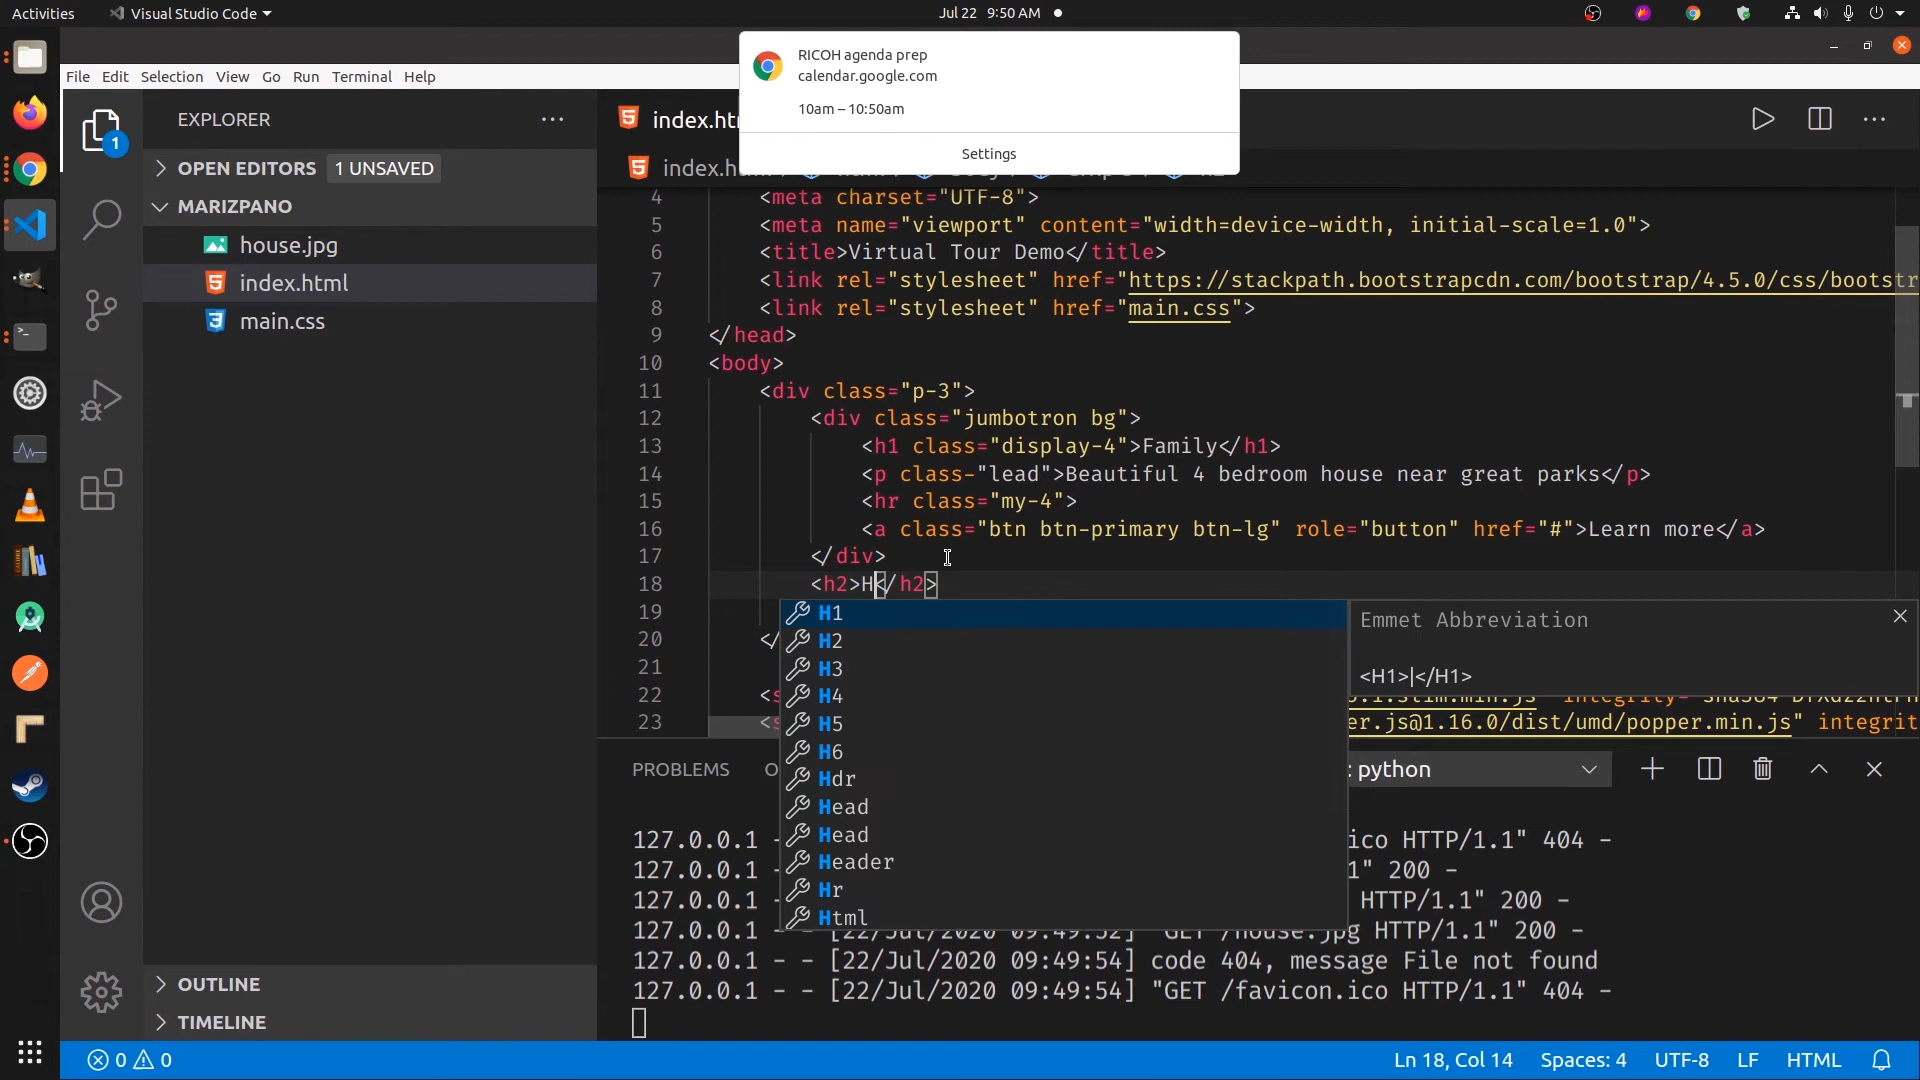 Activities
Visual Studio Code
Jul 22 9:50 AM
RICOH agenda prep
calendar.google.com
10am – 10:50am
Settings
File Edit Selection View Go Run Terminal Help
EXPLORER
1
OPEN EDITORS 1 UNSAVED
MARIZPANO
house.jpg
index.html
main.css
OUTLINE
TIMELINE
4 <meta charset="UTF-8">
5 <meta name="viewport" content="width=device-width, initial-scale=1.0">
6 <title>Virtual Tour Demo</title>
7 <link rel="stylesheet" href="https://stackpath.bootstrapcdn.com/bootstrap/4.5.0/css/bootstr
8 <link rel="stylesheet" href="main.css">
9 </head>
10 <body>
11 <div class="p-3">
12 <div class="jumbotron bg">
13 <h1 class="display-4">Family</h1>
14 <p class-"lead">Beautiful 4 bedroom house near great parks</p>
15 <hr class="my-4">
16 <a class="btn btn-primary btn-lg" role="button" href="#">Learn more</a>
17 </div>
18 <h2>H</h2>
19
20 </
21
22 <s
23 <s er.js@1.16.0/dist/umd/popper.min.js" integrit
H1
H2
H3
H4
H5
H6
Hdr
Head
Head
Header
Hr
Html
Emmet Abbreviation
<H1>|</H1>
PROBLEMS O : python
127.0.0.1 - ico HTTP/1.1" 404 -
127.0.0.1 - 1" 200 -
127.0.0.1 - HTTP/1.1" 200 -
127.0.0.1 - - [22/Jul/2020 09:49:52] "GET /house.jpg HTTP/1.1" 200 -
127.0.0.1 - - [22/Jul/2020 09:49:54] code 404, message File not found
127.0.0.1 - - [22/Jul/2020 09:49:54] "GET /favicon.ico HTTP/1.1" 404 -
0 0
Ln 18, Col 14 Spaces: 4 UTF-8 LF HTML